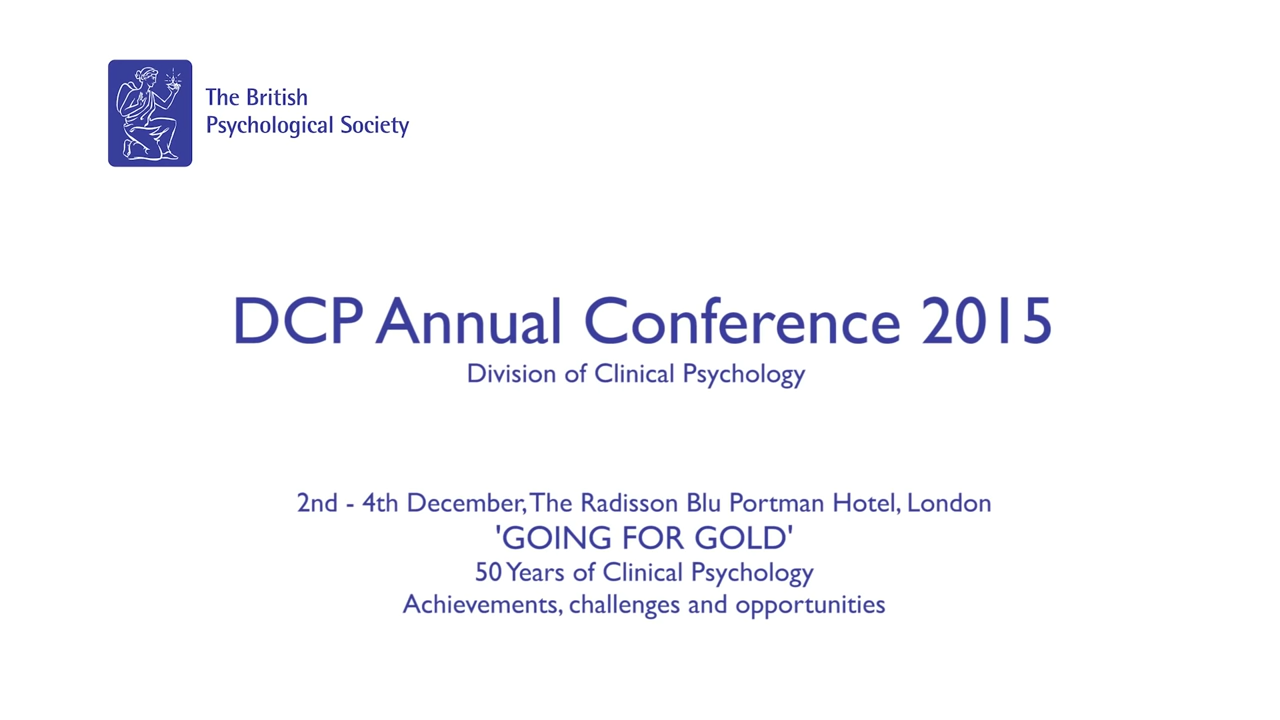 The British
Psychological Society
DCP Annual Conference 2015
Division of Clinical Psychology
2nd - 4th December, The Radisson Blu Portman Hotel, London
'GOING FOR GOLD'
50 Years of Clinical Psychology
Achievements, challenges and opportunities